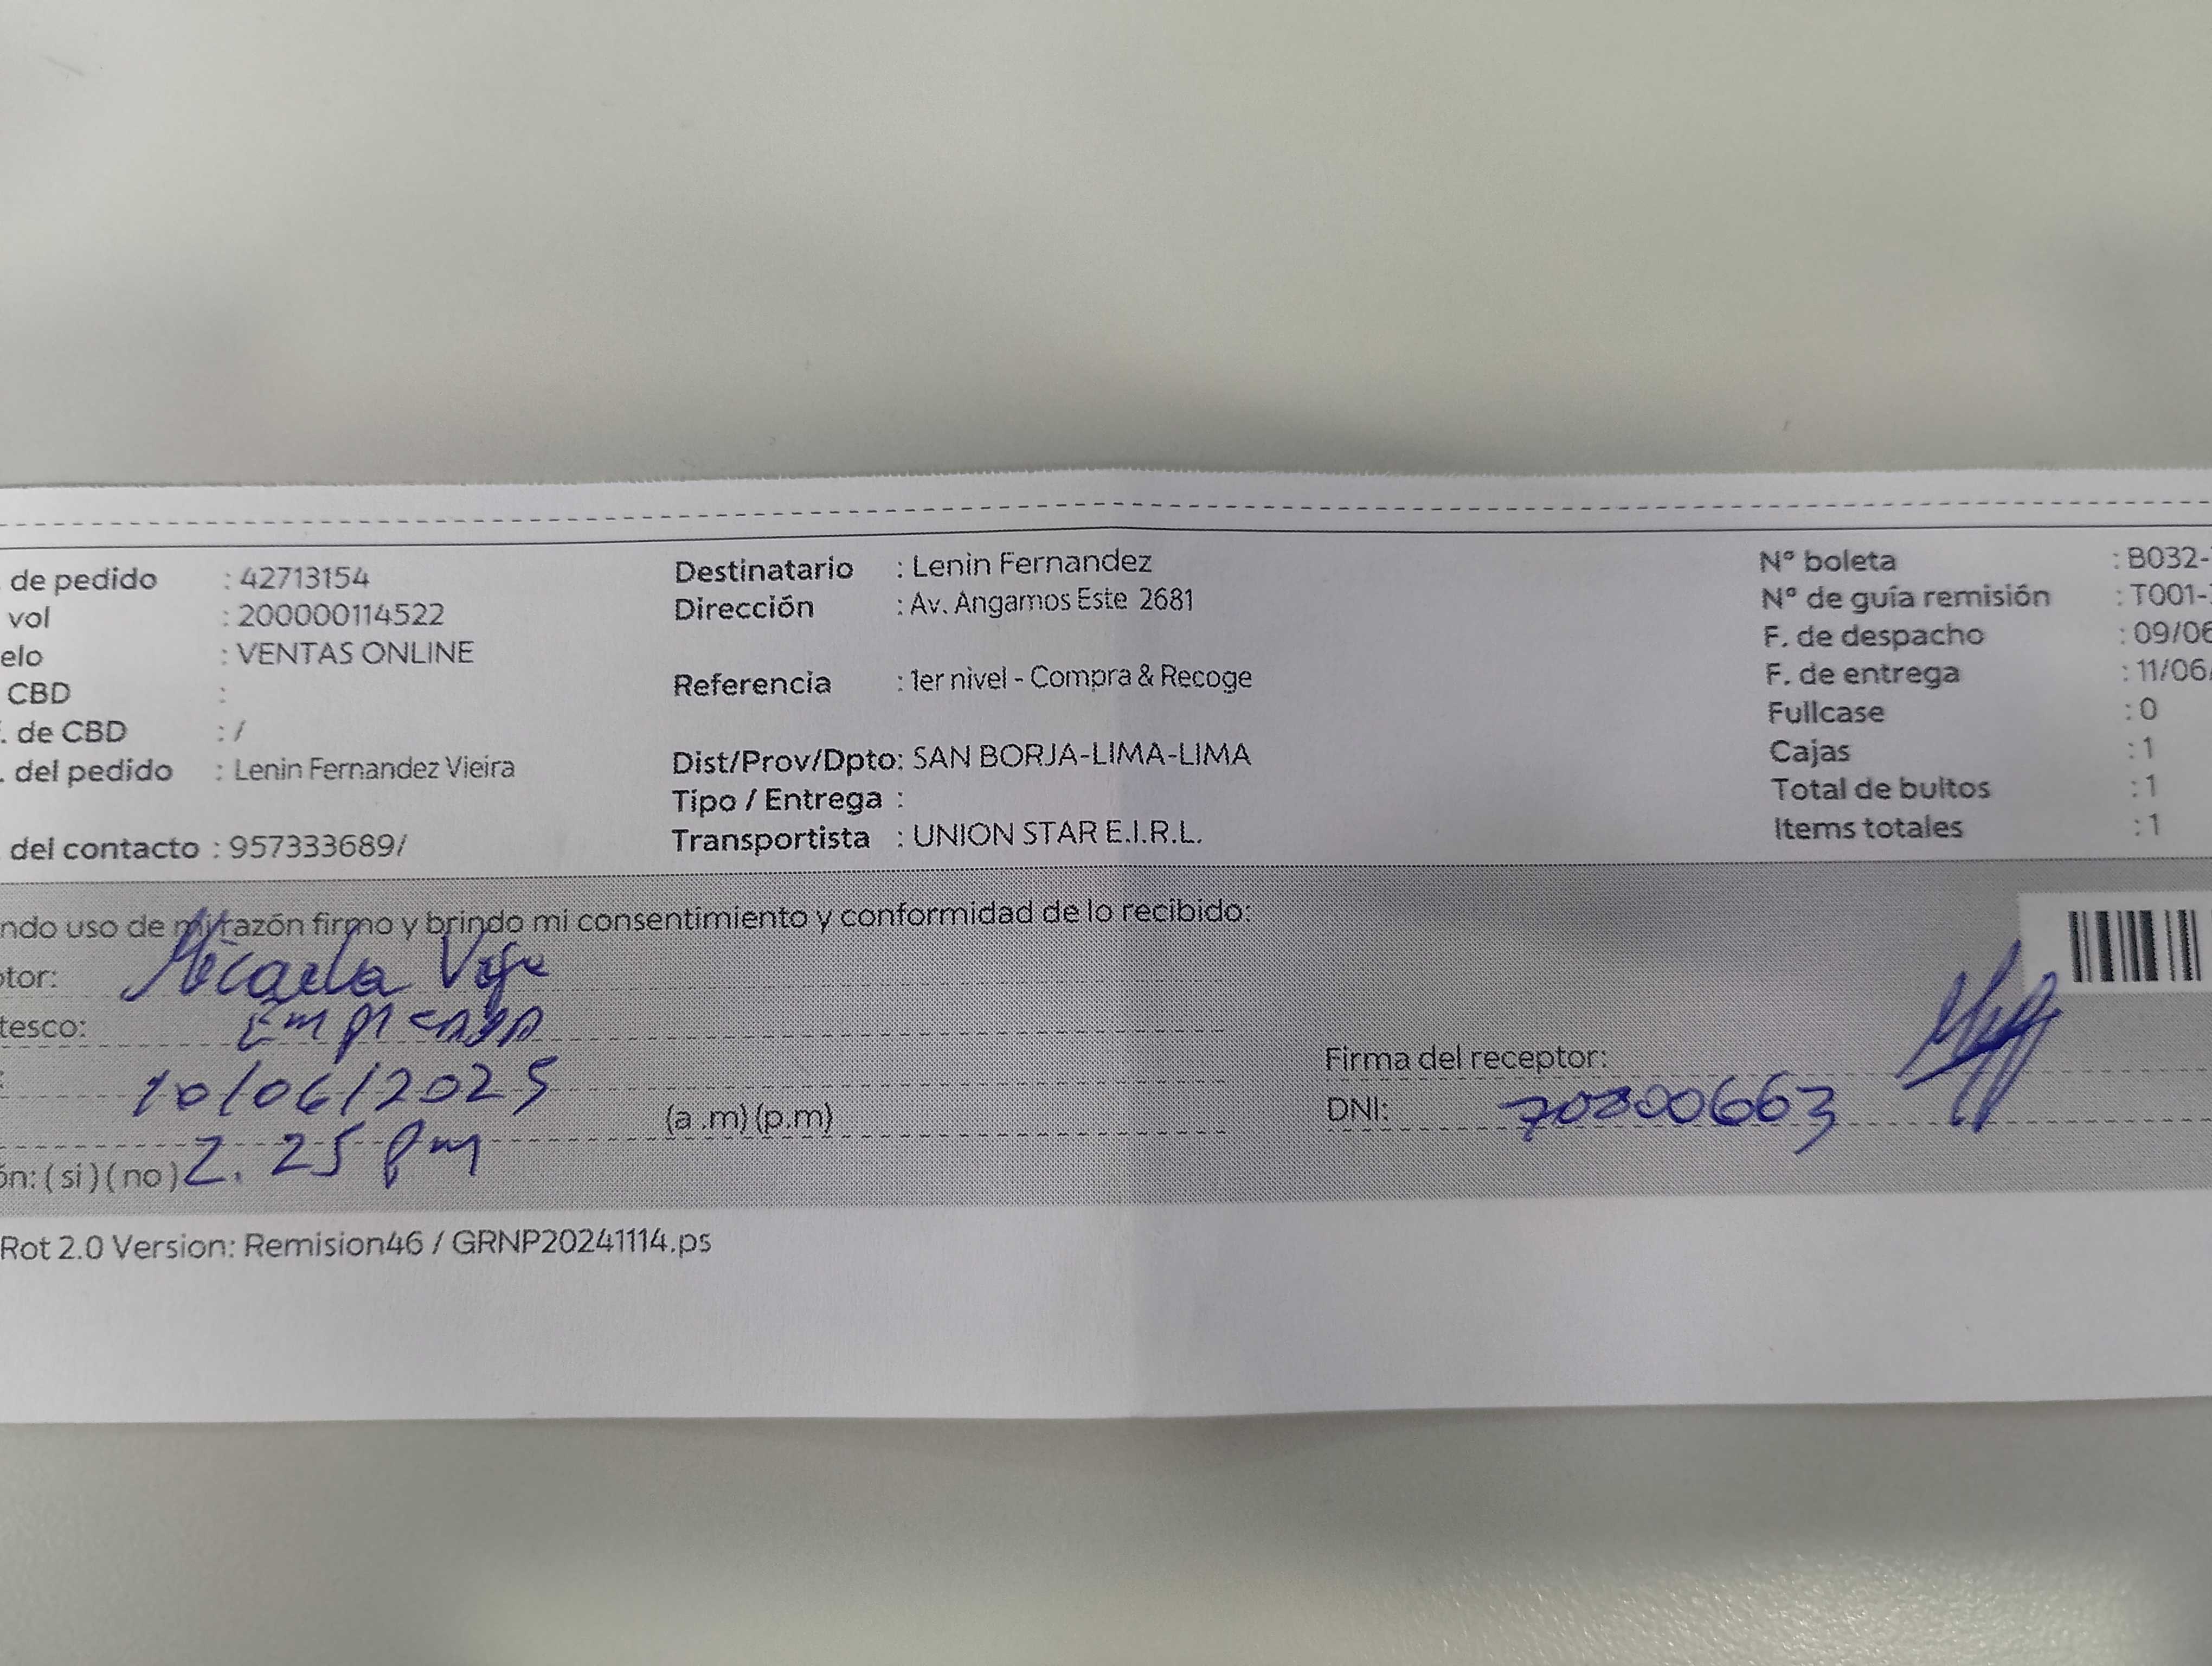 . de pedido : 42713154
vol : 200000114522
elo : VENTAS ONLINE
CBD :
. de CBD : /
. del pedido : Lenin Fernandez Vieira
del contacto : 957333689/
Destinatario : Lenin Fernandez
Dirección : Av. Angamos Este 2681
Referencia : 1er nivel - Compra & Recoge
Dist/Prov/Dpto: SAN BORJA-LIMA-LIMA
Tipo / Entrega :
Transportista : UNION STAR E.I.R.L.
N° boleta : B032-
N° de guía remisión : T001-
F. de despacho : 09/06
F. de entrega : 11/06
Fullcase : 0
Cajas : 1
Total de bultos : 1
Items totales : 1
ndo uso de mi razón firmo y brindo mi consentimiento y conformidad de lo recibido:
tor: Micaela
tesco:
10/06/2025
(a .m) (p.m)
ón: ( si ) ( no ) 2. 25 pm
Firma del receptor:
DNI: 70800663
Rot 2.0 Version: Remision46 / GRNP20241114.ps